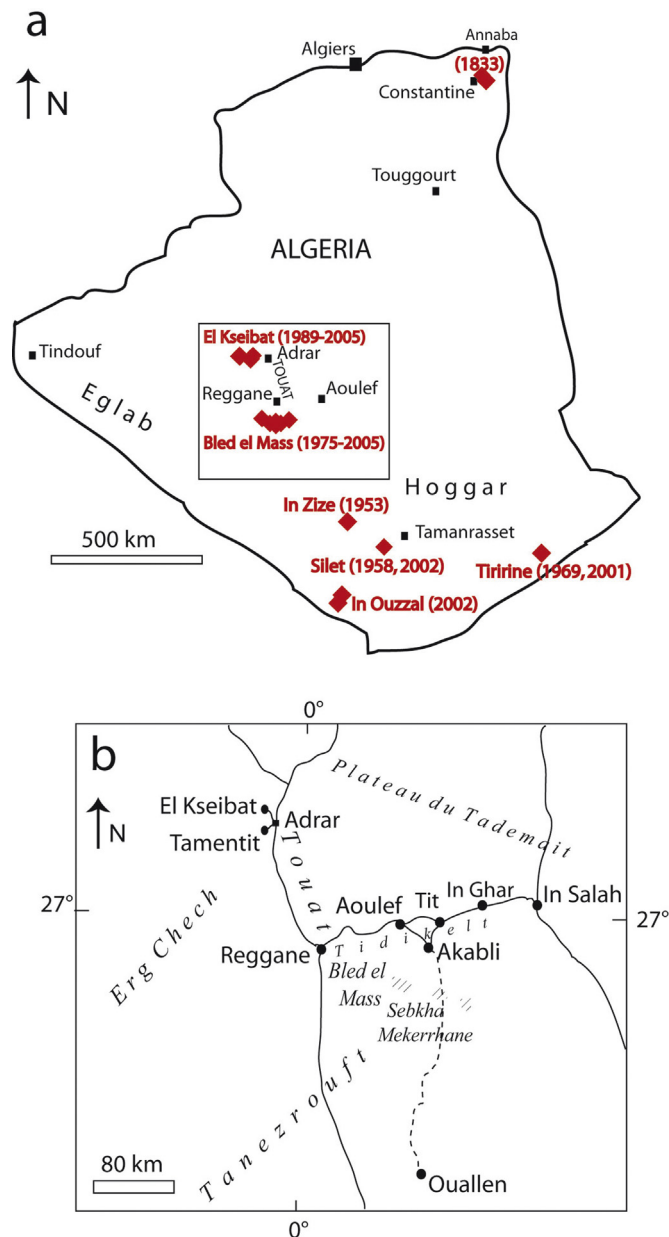 a
N
Algiers
Annaba
(1833)
Constantine
Touggourt
ALGERIA
El Kseibat (1989-2005)
Adrar
TOUAT
Tindouf
Reggane
Aoulef
Eglab
Bled el Mass (1975-2005)
Hoggar
In Zize (1953)
Tamanrasset
500 km
Silet (1958, 2002)
Tiririne (1969, 2001)
In Ouzzal (2002)
0°
b
N
Plateau du Tademait
El Kseibat
Adrar
Tamentit
Touat
27°
Erg Chech
Aoulef
Tit
In Ghar
In Salah
27°
Reggane
Tidikelt
Akabli
Bled el
Mass
Sebkha
Mekerrhane
Tanezrouft
80 km
Ouallen
0°